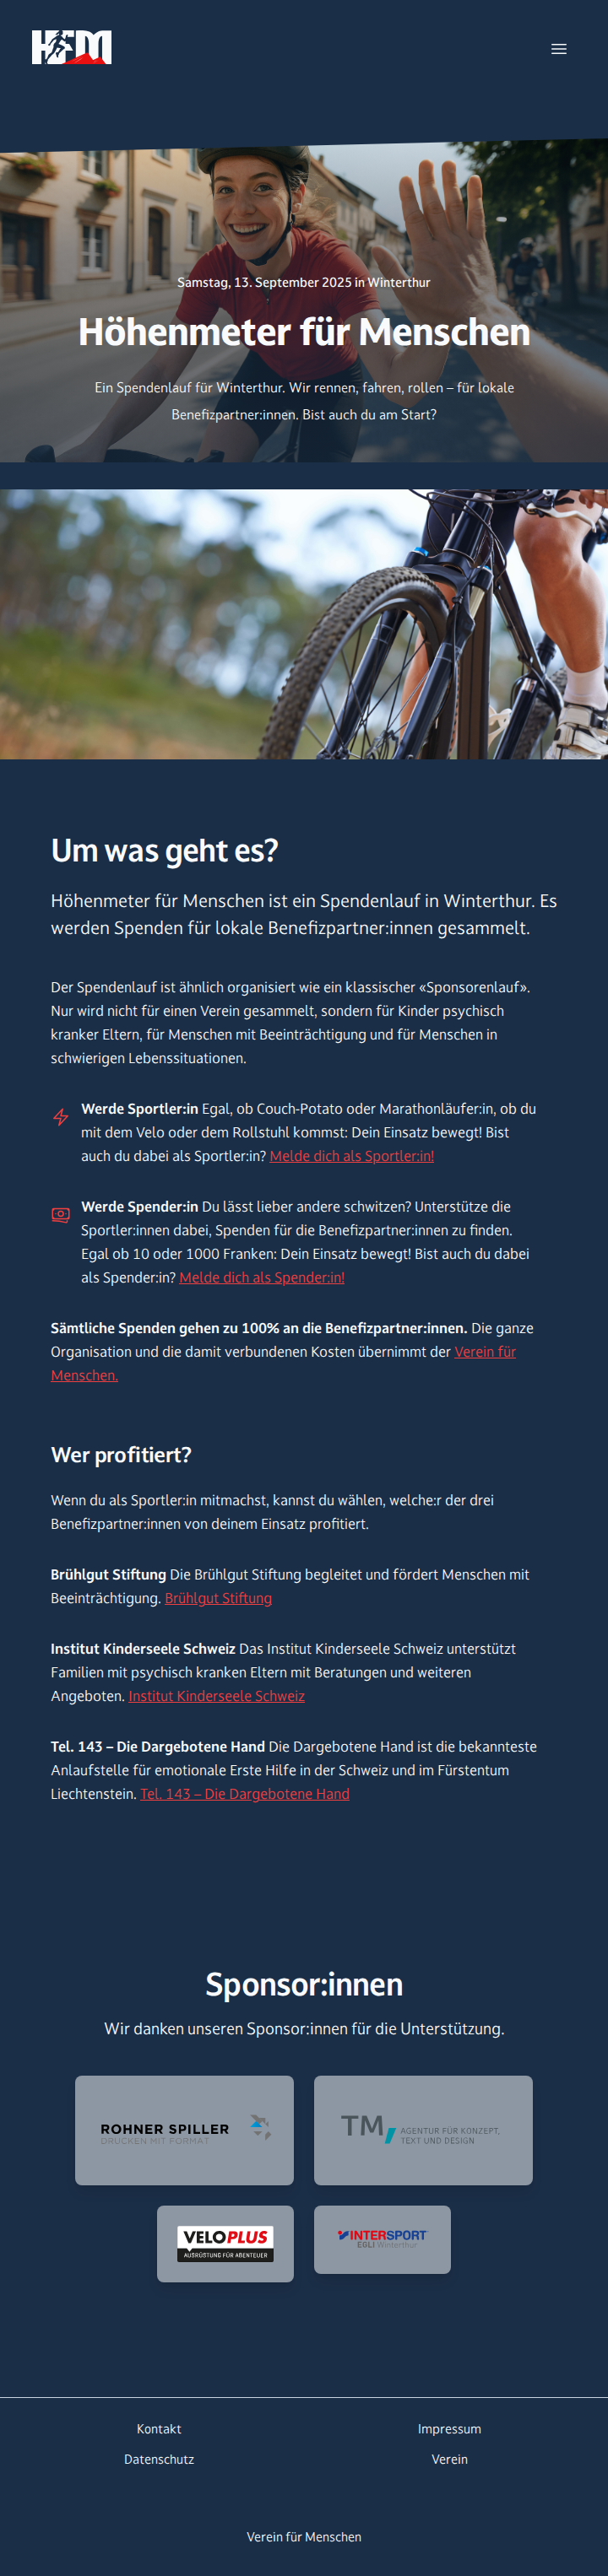 HFM
Samstag, 13. September 2025 in Winterthur
Höhenmeter für Menschen
Ein Spendenlauf für Winterthur. Wir rennen, fahren, rollen – für lokale
Benefizpartner:innen. Bist auch du am Start?
Um was geht es?
Höhenmeter für Menschen ist ein Spendenlauf in Winterthur. Es
werden Spenden für lokale Benefizpartner:innen gesammelt.
Der Spendenlauf ist ähnlich organisiert wie ein klassischer «Sponsorenlauf».
Nur wird nicht für einen Verein gesammelt, sondern für Kinder psychisch
kranker Eltern, für Menschen mit Beeinträchtigung und für Menschen in
schwierigen Lebenssituationen.
Werde Sportler:in Egal, ob Couch-Potato oder Marathonläufer:in, ob du
mit dem Velo oder dem Rollstuhl kommst: Dein Einsatz bewegt! Bist
auch du dabei als Sportler:in? Melde dich als Sportler:in!
Werde Spender:in Du lässt lieber andere schwitzen? Unterstütze die
Sportler:innen dabei, Spenden für die Benefizpartner:innen zu finden.
Egal ob 10 oder 1000 Franken: Dein Einsatz bewegt! Bist auch du dabei
als Spender:in? Melde dich als Spender:in!
Sämtliche Spenden gehen zu 100% an die Benefizpartner:innen. Die ganze
Organisation und die damit verbundenen Kosten übernimmt der Verein für
Menschen.
Wer profitiert?
Wenn du als Sportler:in mitmachst, kannst du wählen, welche:r der drei
Benefizpartner:innen von deinem Einsatz profitiert.
Brühlgut Stiftung Die Brühlgut Stiftung begleitet und fördert Menschen mit
Beeinträchtigung. Brühlgut Stiftung
Institut Kinderseele Schweiz Das Institut Kinderseele Schweiz unterstützt
Familien mit psychisch kranken Eltern mit Beratungen und weiteren
Angeboten. Institut Kinderseele Schweiz
Tel. 143 – Die Dargebotene Hand Die Dargebotene Hand ist die bekannteste
Anlaufstelle für emotionale Erste Hilfe in der Schweiz und im Fürstentum
Liechtenstein. Tel. 143 – Die Dargebotene Hand
Sponsor:innen
Wir danken unseren Sponsor:innen für die Unterstützung.
ROHNER SPILLER
DRUCKEN MIT FORMAT
TM
AGENTUR FÜR KONZEPT,
TEXT UND DESIGN
VELOPLUS
AUSRÜSTUNG FÜR ABENTEUER
INTERSPORT
EGLI Winterthur
Kontakt
Impressum
Datenschutz
Verein
Verein für Menschen